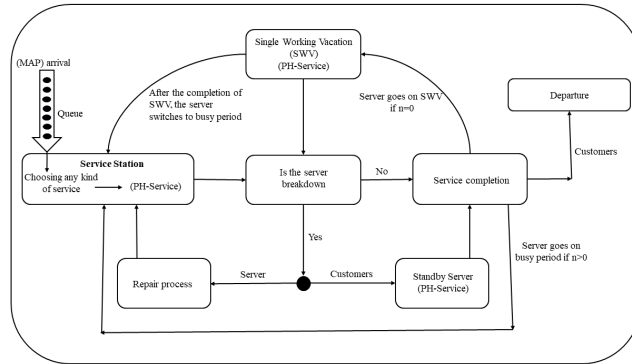 Single Working Vacation
(SWV)
(PH-Service)
(MAP) arrival
Queue
After the completion of
SWV, the server
switches to busy period
Server goes on SWV
if n=0
Departure
Customers
Service Station
Choosing any kind
of service
(PH-Service)
Is the server
breakdown
No
Service completion
Yes
Server goes on
busy period if n>0
Repair process
Server
Customers
Standby Server
(PH-Service)